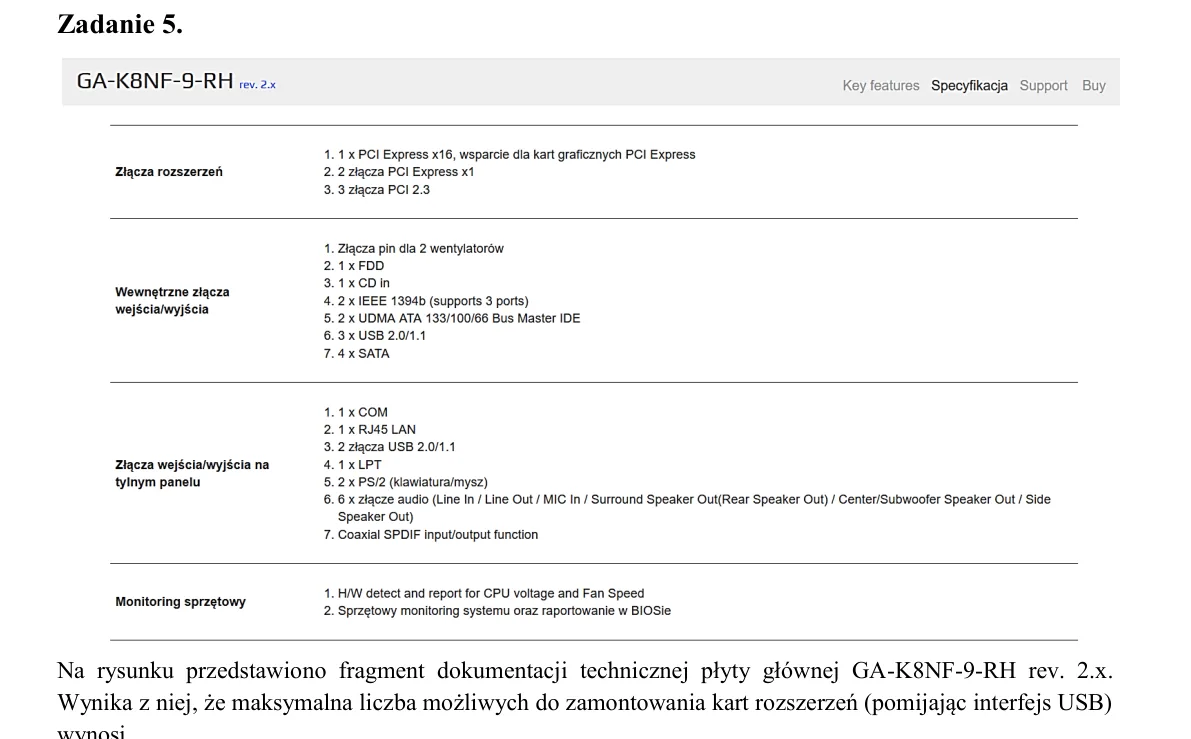 Zadanie 5.
GA-K8NF-9-RH rev. 2.x
Key features Specyfikacja Support Buy
Złącza rozszerzeń
1. 1 x PCI Express x16, wsparcie dla kart graficznych PCI Express
2. 2 złącza PCI Express x1
3. 3 złącza PCI 2.3
Wewnętrzne złącza
wejścia/wyjścia
1. Złącza pin dla 2 wentylatorów
2. 1 x FDD
3. 1 x CD in
4. 2 x IEEE 1394b (supports 3 ports)
5. 2 x UDMA ATA 133/100/66 Bus Master IDE
6. 3 x USB 2.0/1.1
7. 4 x SATA
Złącza wejścia/wyjścia na
tylnym panelu
1. 1 x COM
2. 1 x RJ45 LAN
3. 2 złącza USB 2.0/1.1
4. 1 x LPT
5. 2 x PS/2 (klawiatura/mysz)
6. 6 x złącze audio (Line In / Line Out / MIC In / Surround Speaker Out(Rear Speaker Out) / Center/Subwoofer Speaker Out / Side
Speaker Out)
7. Coaxial SPDIF input/output function
Monitoring sprzętowy
1. H/W detect and report for CPU voltage and Fan Speed
2. Sprzętowy monitoring systemu oraz raportowanie w BIOSie
Na rysunku przedstawiono fragment dokumentacji technicznej płyty głównej GA-K8NF-9-RH rev. 2.x.
Wynika z niej, że maksymalna liczba możliwych do zamontowania kart rozszerzeń (pomijając interfejs USB)
wynosi